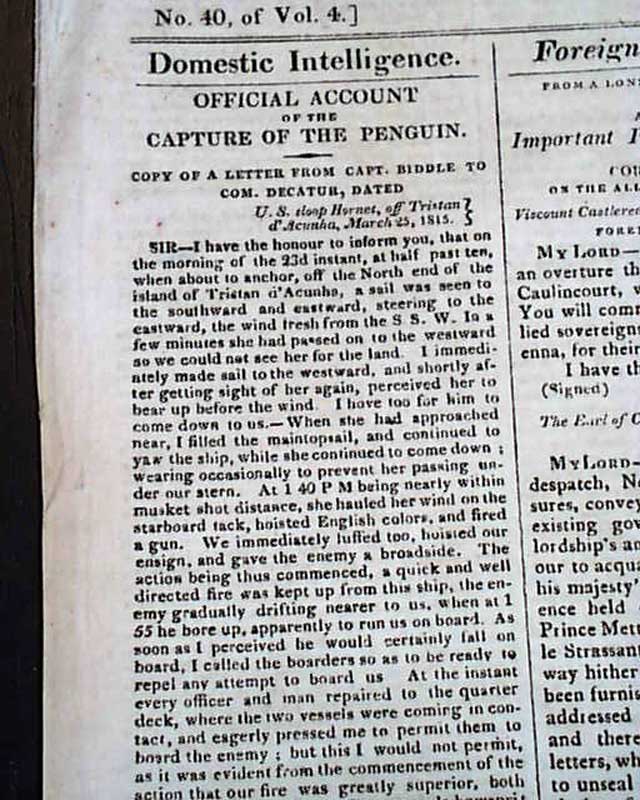 No. 40, of Vol. 4.]
Domestic Intelligence.
OFFICIAL ACCOUNT
OF THE
CAPTURE OF THE PENGUIN.
COPY OF A LETTER FROM CAPT. BIDDLE TO
COM. DECATUR, DATED
U. S. sloop Hornet, off Tristan
d'Acunha, March 25, 1815.
SIR—I have the honour to inform you, that on
the morning of the 23d instant, at half past ten,
when about to anchor, off the North end of the
island of Tristan d'Acunha, a sail was seen to
the southward and eastward, steering to the
eastward, the wind fresh from the S S. W. In a
few minutes she had passed on to the westward
so we could not see her for the land. I immedi-
ately made sail to the westward, and shortly af-
ter getting sight of her again, perceived her to
bear up before the wind. I hove too for him to
come down to us.—When she had approached
near, I filled the maintopsail, and continued to
yaw the ship, while she continued to come down ;
wearing occasionally to prevent her passing un-
der our stern. At 1 40 P M being nearly within
musket shot distance, she hauled her wind on the
starboard tack, hoisted English colors, and fired
a gun. We immediately luffed too, hoisted our
ensign, and gave the enemy a broadside. The
action being thus commenced, a quick and well
directed fire was kept up from this ship, the en-
emy gradually drifting nearer to us, when at 1
55 he bore up, apparently to run us on board. As
soon as I perceived he would certainly fall on
board, I called the boarders so as to be ready to
repel any attempt to board us At the instant
every officer and man repaired to the quarter
deck, where the two vessels were coming in con-
tact, and eagerly pressed me to permit them to
board the enemy ; but this I would not permit,
as it was evident from the commencement of the
action that our fire was greatly superior, both
Foreign
FROM A LON
Important
ON THE ALL
Viscount Castlerea
FORE
MY LORD—
an overture th
Caulincourt, v
You will comm
lied sovereigns
enna, for their
I have th
(Signed)
The Earl of C
MY LORD—
despatch, No
sures, convey
existing gov
lordship's an
our to acqua
his majesty'
ence held
Prince Mett
le Strassant
way hither
been furnis
addressed
and there
letters, wh
to unseal